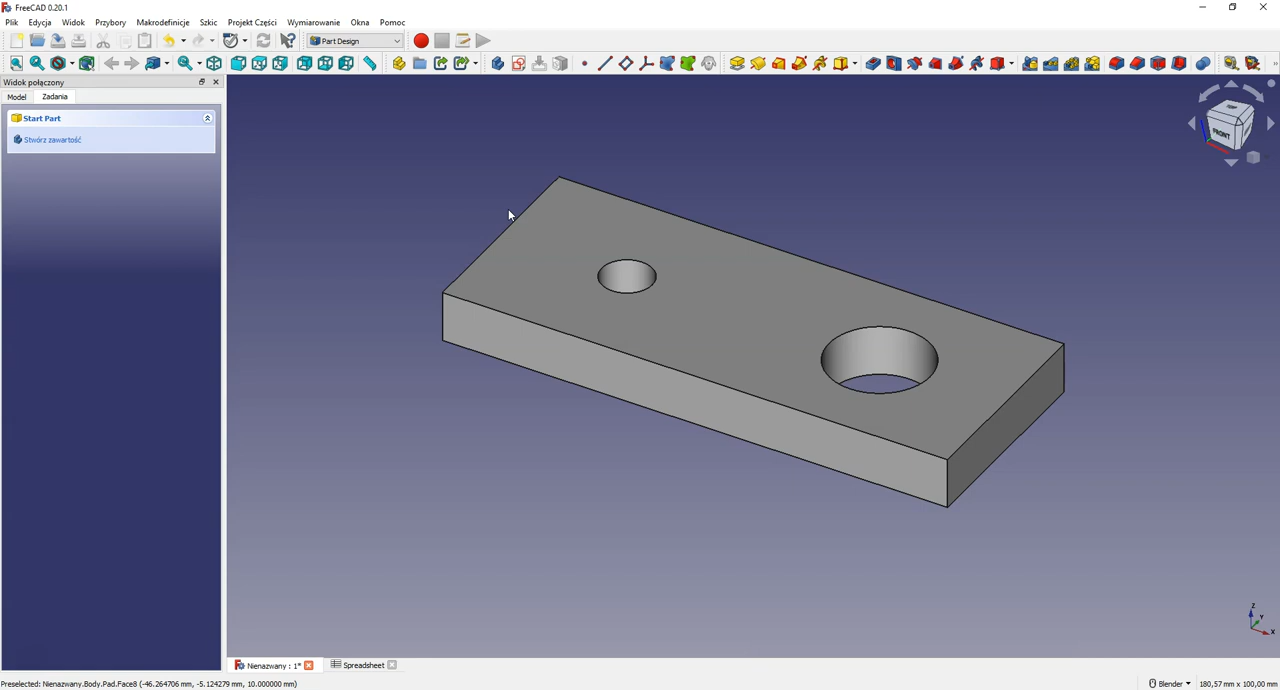 FreeCAD 0.20.1
Plik Edycja Widok Przybory Makrodefinicje Szkic Projekt Części Wymiarowanie Okna Pomoc
Part Design
Widok połączony
Model Zadania
Start Part
Stwórz zawartość
FRONT
Z
Y
X
Nienazwany : 1*
Spreadsheet
Preselected: Nienazwany.Body.Pad.Face8 (-46.264706 mm, -5.124279 mm, 10.000000 mm)
Blender
180,57 mm x 100,00 mm